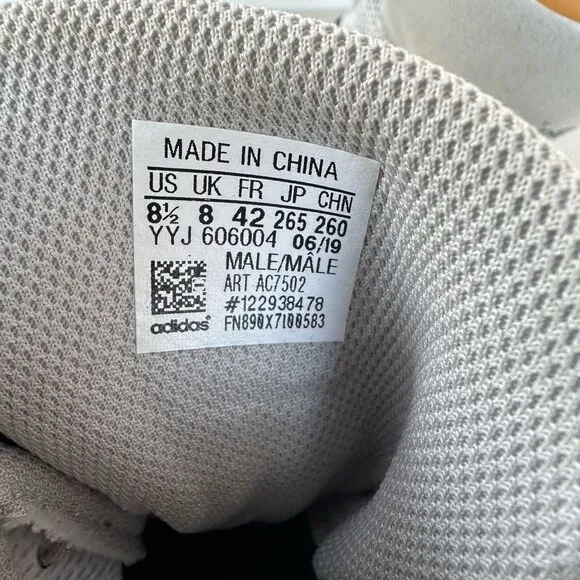 MADE IN CHINA
US UK FR JP CHN
8½ 8 42 265 260
YYJ 606004 06/19
MALE/MÂLE
ART AC7502
#122938478
FN890X7100583
adidas®